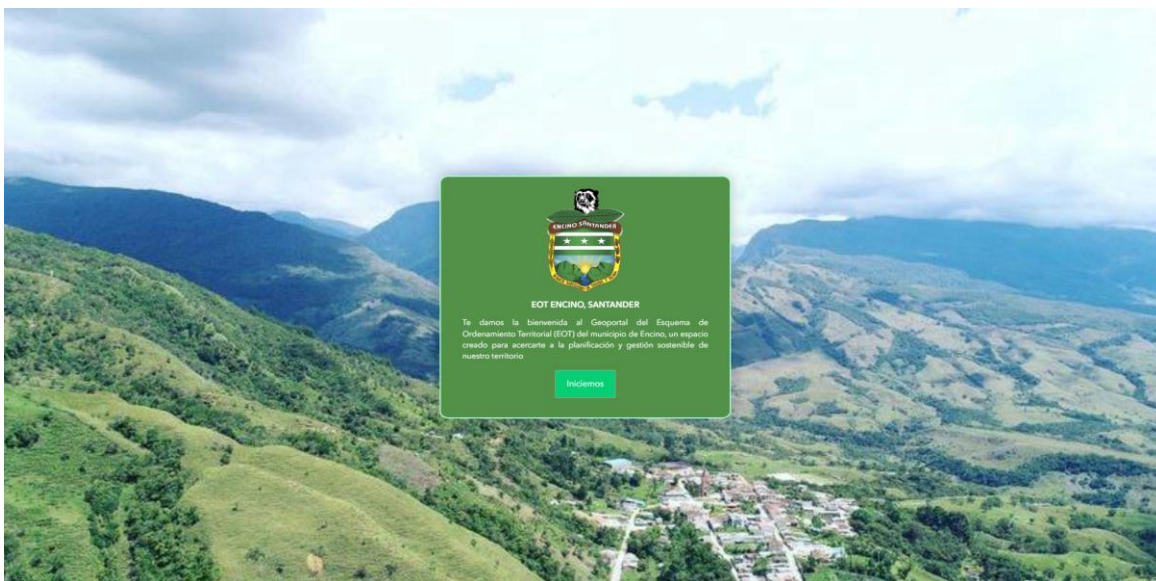 ENCINO SANTANDER
EOT ENCINO, SANTANDER
Te damos la bienvenida al Geoportal del Esquema de
Ordenamiento Territorial (EOT) del municipio de Encino, un espacio
creado para acercarte a la planificación y gestión sostenible de
nuestro territorio
Iniciemos